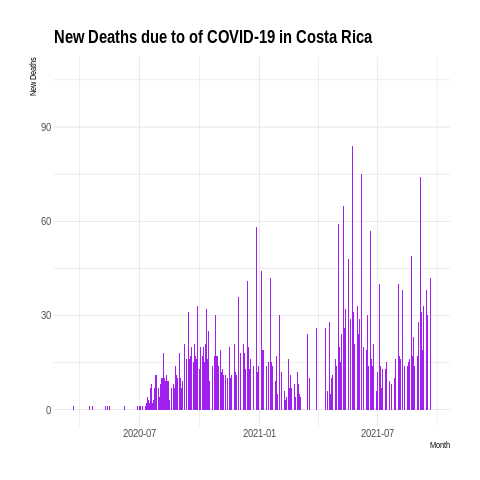 New Deaths due to of COVID-19 in Costa Rica
New Deaths
90
60
30
0
2020-07
2021-01
2021-07
Month